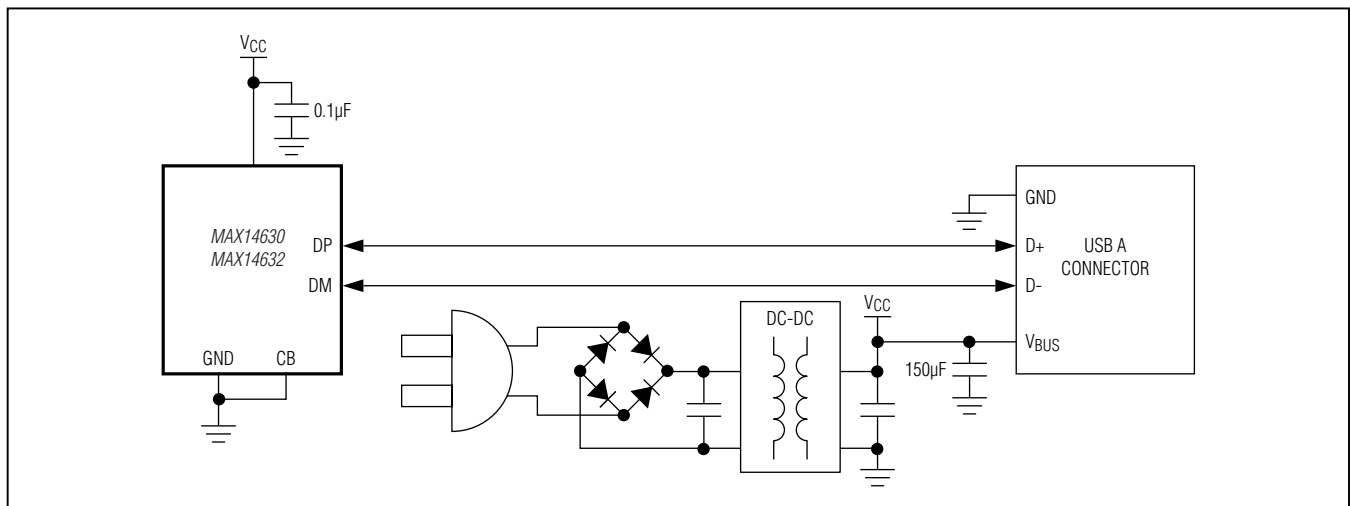 VCC
0.1µF
MAX14630
MAX14632
DP
DM
GND
CB
GND
D+
USB A
CONNECTOR
D-
VBUS
VCC
DC-DC
150µF